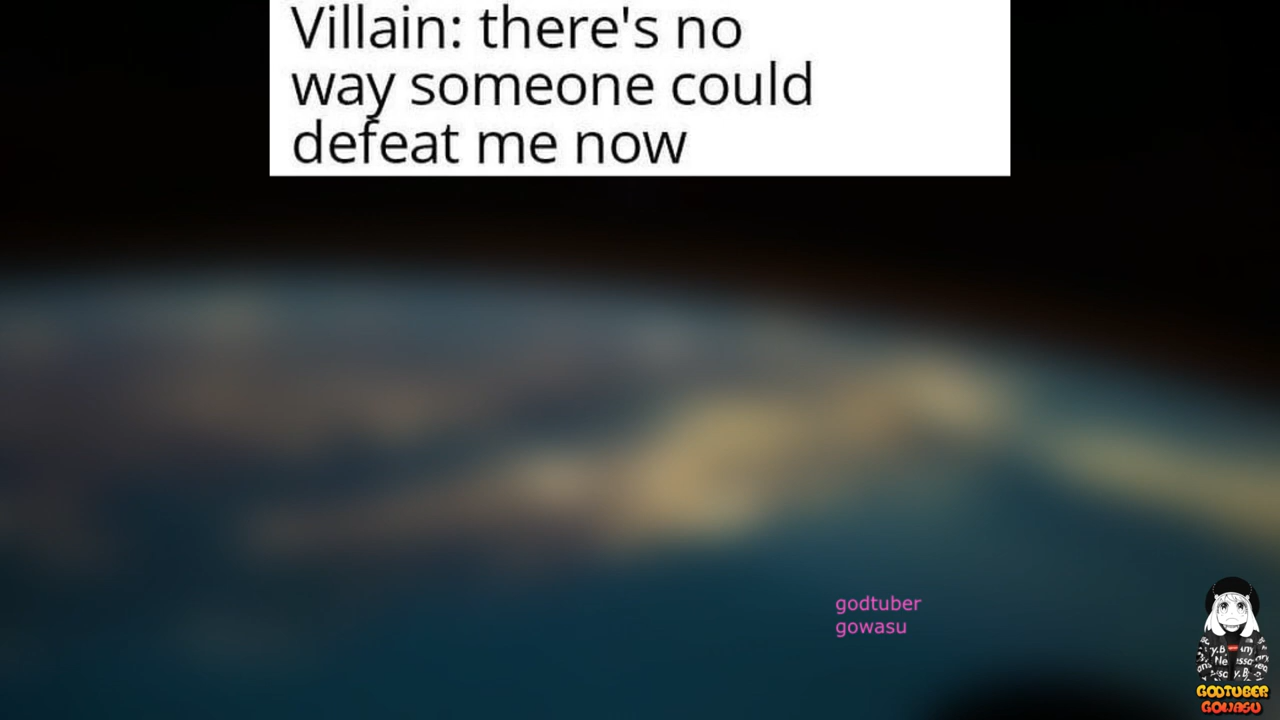 Villain: there's no
way someone could
defeat me now
godtuber
gowasu
GODTUBER
GOWASU